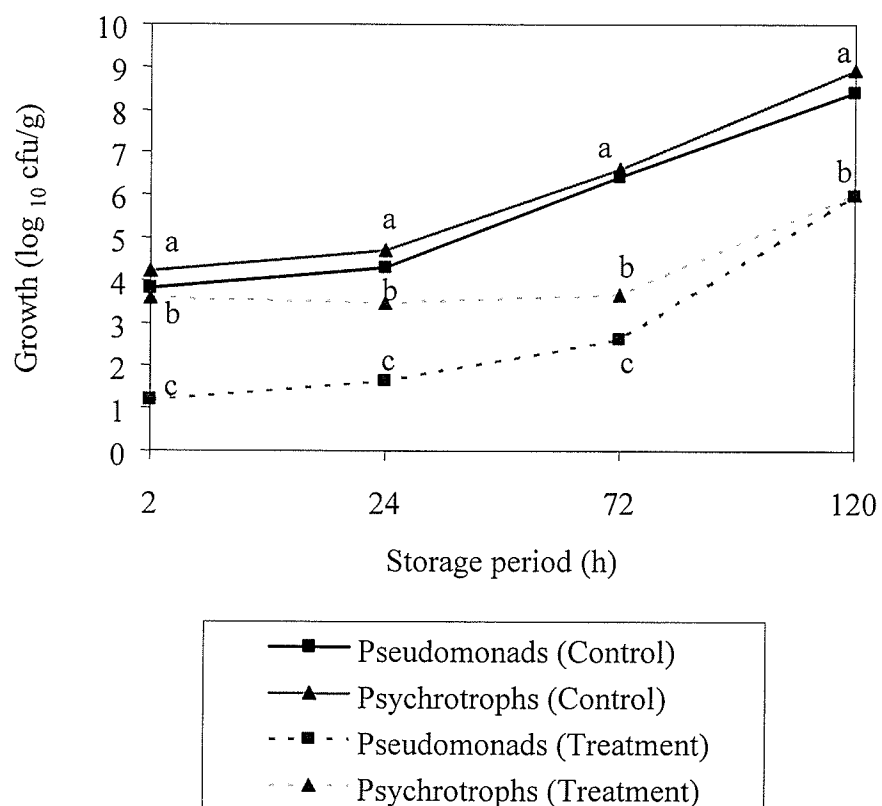 10
9
8
7
6
5
4
3
2
1
0
Growth (log 10 cfu/g)
a
a
a
a
b
b
b
b
c
c
c
2 24 72 120
Storage period (h)
Pseudomonads (Control)
Psychrotrophs (Control)
Pseudomonads (Treatment)
Psychrotrophs (Treatment)